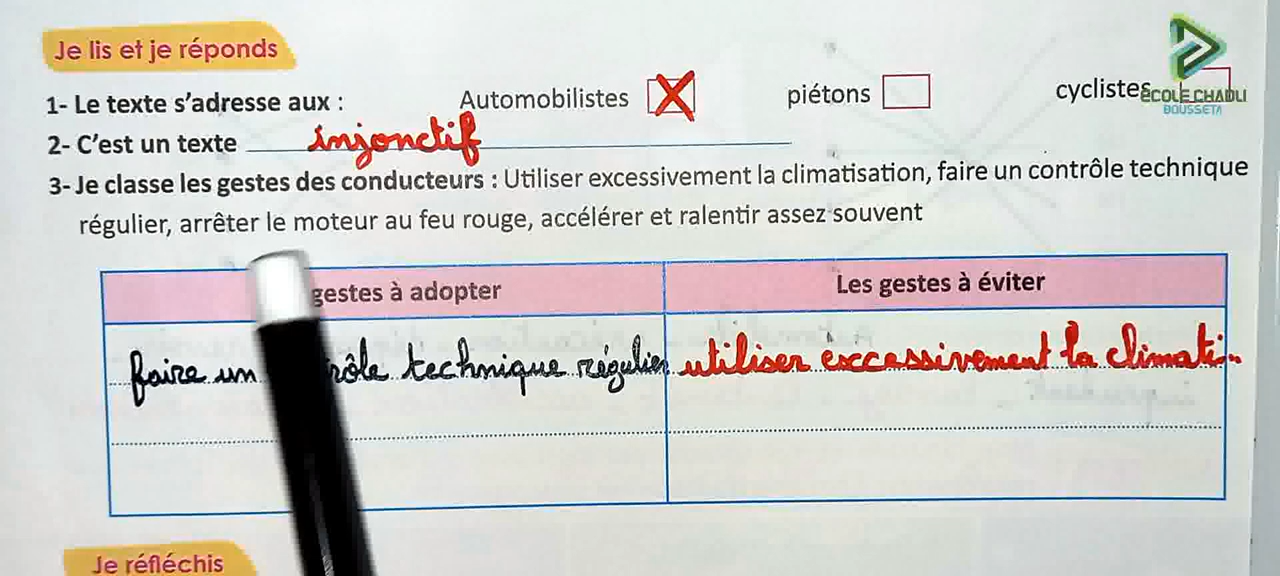 Je lis et je réponds
1- Le texte s'adresse aux : Automobilistes piétons cyclistes
ÉCOLE CHADLI
BOUSSETA
2- C'est un texte injonctif
3- Je classe les gestes des conducteurs : Utiliser excessivement la climatisation, faire un contrôle technique
régulier, arrêter le moteur au feu rouge, accélérer et ralentir assez souvent
gestes à adopter Les gestes à éviter
faire un rôle technique régulier utiliser excessivement la climati..
Je réfléchis